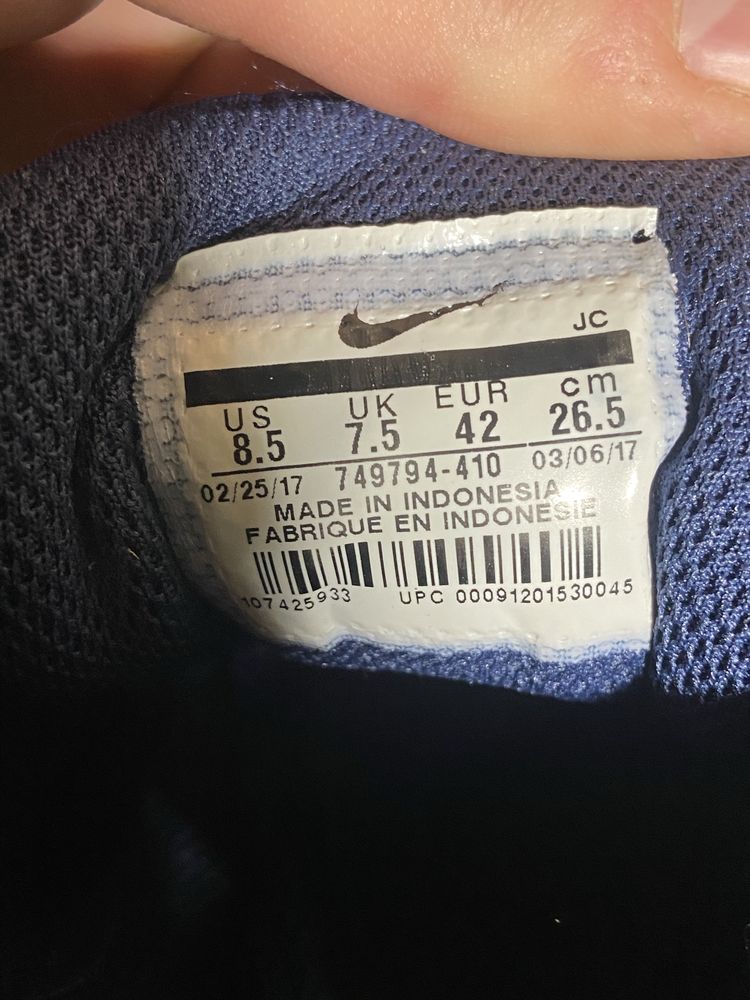 JC
US UK EUR cm
8.5 7.5 42 26.5
02/25/17 749794-410 03/06/17
MADE IN INDONESIA
FABRIQUE EN INDONESIE
107425933 UPC 00091201530045